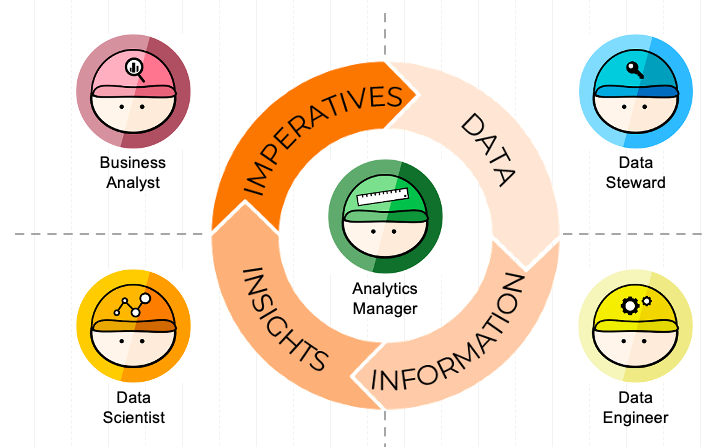 IMPERATIVES
DATA
INFORMATION
INSIGHTS
Business
Analyst
Data
Steward
Analytics
Manager
Data
Scientist
Data
Engineer